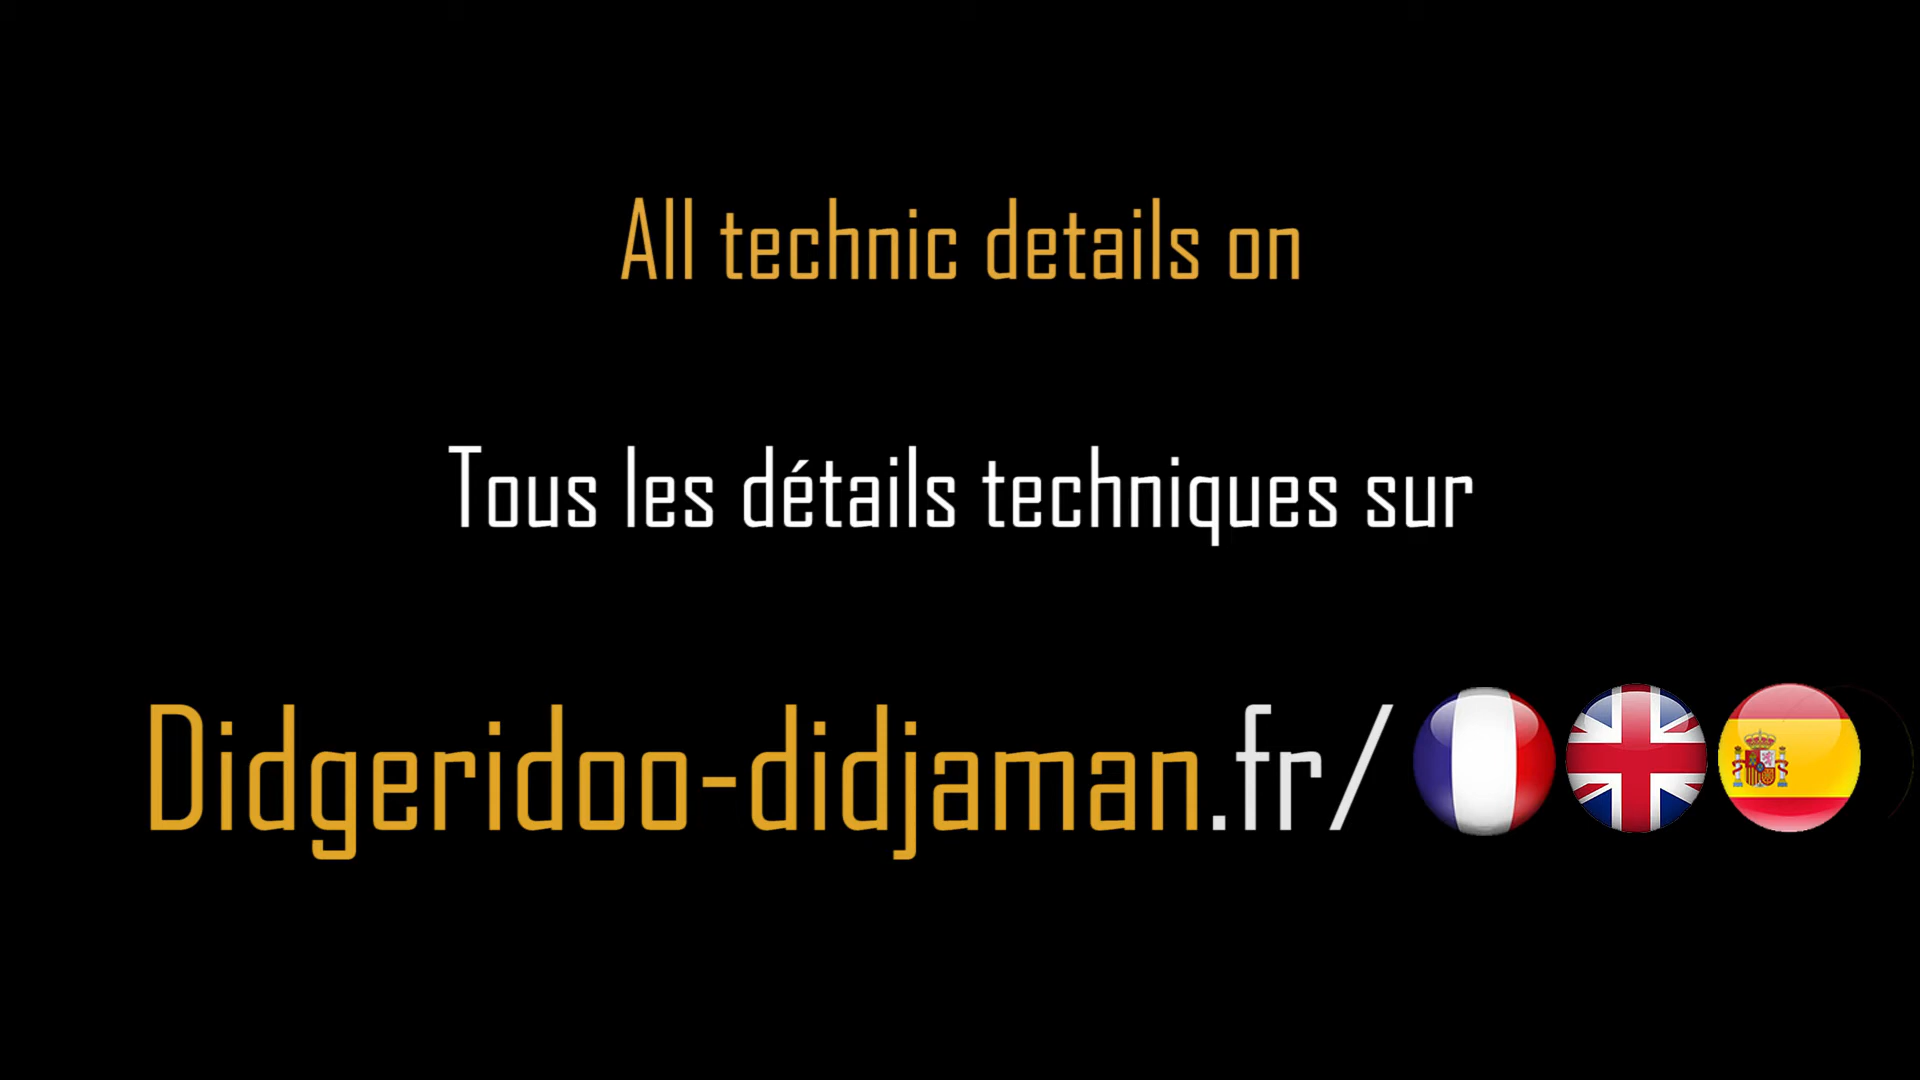 All technic details on
Tous les détails techniques sur
Didgeridoo-didjaman.fr/